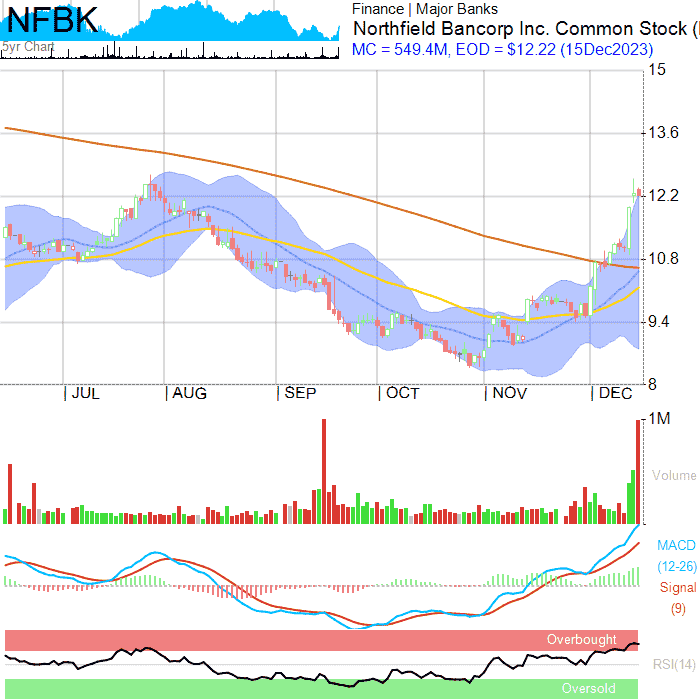 NFBK
5yr Chart
Finance | Major Banks
Northfield Bancorp Inc. Common Stock (
MC = 549.4M, EOD = $12.22 (15Dec2023)
15
13.6
12.2
10.8
9.4
8
| JUL | AUG | SEP | OCT | NOV | DEC
1M
Volume
MACD
(12-26)
Signal
(9)
Overbought
RSI(14)
Oversold